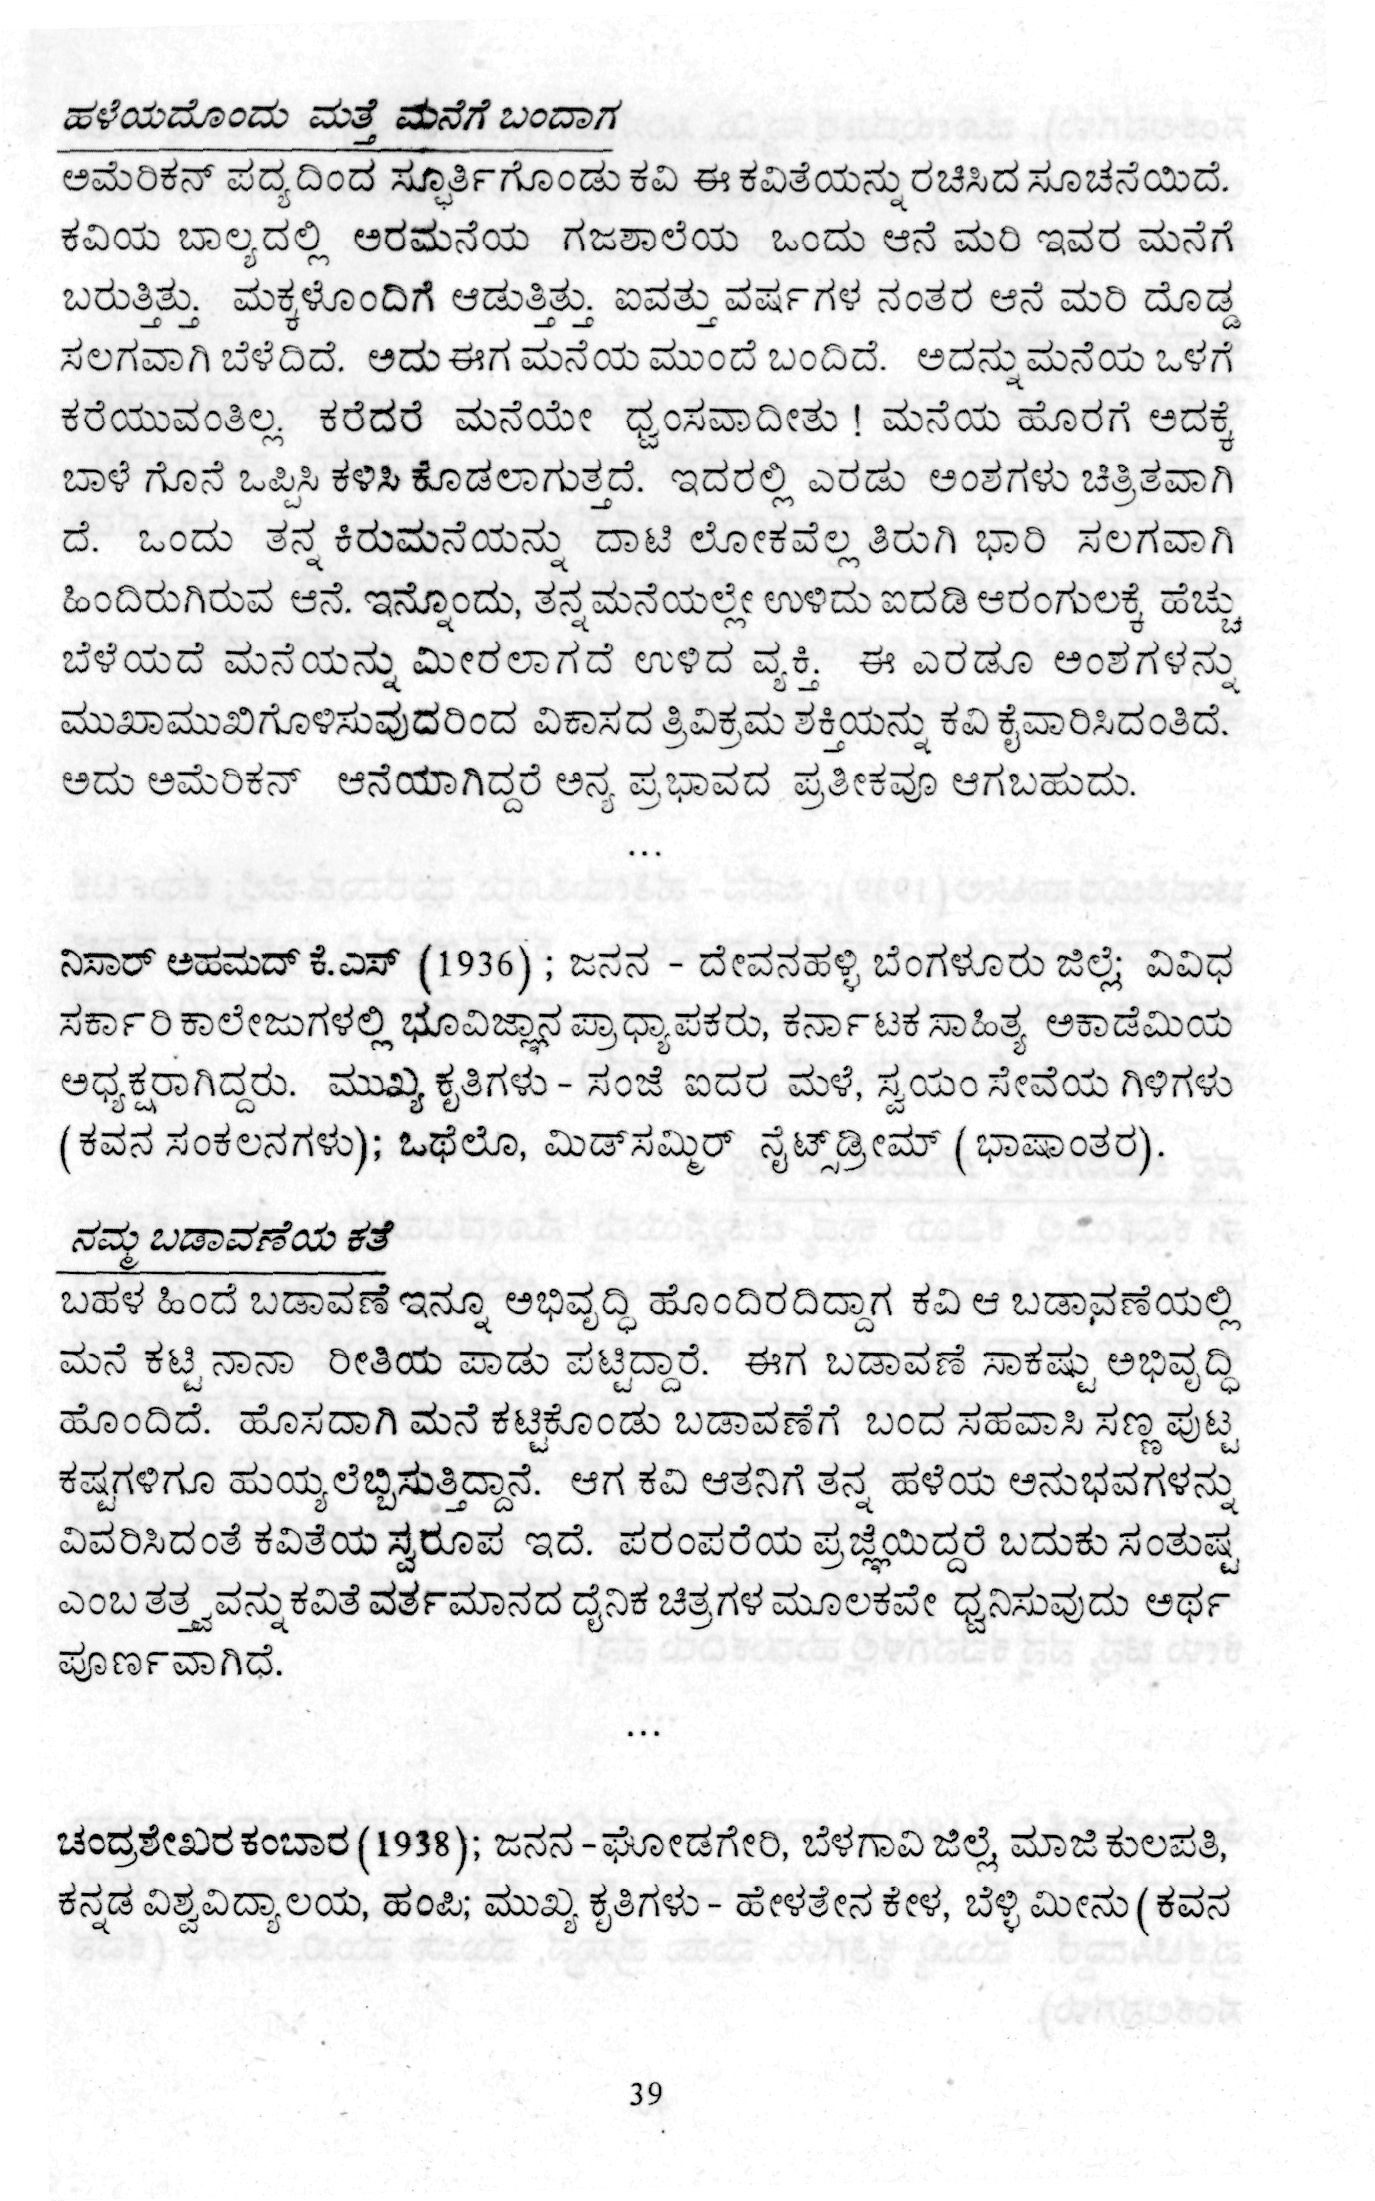 ಹಳೆಯದೊಂದು ಮತ್ತೆ ಮನೆಗೆ ಬಂದಾಗ
ಅಮೆರಿಕನ್ ಪದ್ಯದಿಂದ ಸ್ಫೂರ್ತಿಗೊಂಡು ಕವಿ ಈ ಕವಿತೆಯನ್ನು ರಚಿಸಿದ ಸೂಚನೆಯಿದೆ.
ಕವಿಯ ಬಾಲ್ಯದಲ್ಲಿ ಅರಮನೆಯ ಗಜಶಾಲೆಯ ಒಂದು ಆನೆ ಮರಿ ಇವರ ಮನೆಗೆ
ಬರುತ್ತಿತ್ತು. ಮಕ್ಕಳೊಂದಿಗೆ ಆಡುತ್ತಿತ್ತು. ಐವತ್ತು ವರ್ಷಗಳ ನಂತರ ಆನೆ ಮರಿ ದೊಡ್ಡ
ಸಲಗವಾಗಿ ಬೆಳೆದಿದೆ. ಅದು ಈಗ ಮನೆಯ ಮುಂದೆ ಬಂದಿದೆ. ಅದನ್ನು ಮನೆಯ ಒಳಗೆ
ಕರೆಯುವಂತಿಲ್ಲ. ಕರೆದರೆ ಮನೆಯೇ ಧ್ವಂಸವಾದೀತು ! ಮನೆಯ ಹೊರಗೆ ಅದಕ್ಕೆ
ಬಾಳೆ ಗೊನೆ ಒಪ್ಪಿಸಿ ಕಳಿಸಿ ಕೊಡಲಾಗುತ್ತದೆ. ಇದರಲ್ಲಿ ಎರಡು ಅಂಶಗಳು ಚಿತ್ರಿತವಾಗಿ
ದೆ. ಒಂದು ತನ್ನ ಕಿರುಮನೆಯನ್ನು ದಾಟಿ ಲೋಕವೆಲ್ಲ ತಿರುಗಿ ಭಾರಿ ಸಲಗವಾಗಿ
ಹಿಂದಿರುಗಿರುವ ಆನೆ. ಇನ್ನೊಂದು, ತನ್ನ ಮನೆಯಲ್ಲೇ ಉಳಿದು ಐದಡಿ ಆರಂಗುಲಕ್ಕೆ ಹೆಚ್ಚು
ಬೆಳೆಯದೆ ಮನೆಯನ್ನು ಮೀರಲಾಗದೆ ಉಳಿದ ವ್ಯಕ್ತಿ. ಈ ಎರಡೂ ಅಂಶಗಳನ್ನು
ಮುಖಾಮುಖಿಗೊಳಿಸುವುದರಿಂದ ವಿಕಾಸದ ತ್ರಿವಿಕ್ರಮ ಶಕ್ತಿಯನ್ನು ಕವಿ ಕೈವಾರಿಸಿದಂತಿದೆ.
ಅದು ಅಮೆರಿಕನ್ ಆನೆಯಾಗಿದ್ದರೆ ಅನ್ಯ ಪ್ರಭಾವದ ಪ್ರತೀಕವೂ ಆಗಬಹುದು.
...
ನಿಸಾರ್ ಅಹಮದ್ ಕೆ.ಎಸ್ (1936) ; ಜನನ - ದೇವನಹಳ್ಳಿ ಬೆಂಗಳೂರು ಜಿಲ್ಲೆ; ವಿವಿಧ
ಸರ್ಕಾರಿ ಕಾಲೇಜುಗಳಲ್ಲಿ ಭೂವಿಜ್ಞಾನ ಪ್ರಾಧ್ಯಾಪಕರು, ಕರ್ನಾಟಕ ಸಾಹಿತ್ಯ ಅಕಾಡೆಮಿಯ
ಅಧ್ಯಕ್ಷರಾಗಿದ್ದರು. ಮುಖ್ಯ ಕೃತಿಗಳು - ಸಂಜೆ ಐದರ ಮಳೆ, ಸ್ವಯಂ ಸೇವೆಯ ಗಿಳಿಗಳು
(ಕವನ ಸಂಕಲನಗಳು); ಒಥೆಲೊ, ಮಿಡ್‌ಸಮ್ಮಿರ್ ನೈಟ್ಸ್‌ಡ್ರೀಮ್ (ಭಾಷಾಂತರ).
ನಮ್ಮ ಬಡಾವಣೆಯ ಕತೆ
ಬಹಳ ಹಿಂದೆ ಬಡಾವಣೆ ಇನ್ನೂ ಅಭಿವೃದ್ಧಿ ಹೊಂದಿರದಿದ್ದಾಗ ಕವಿ ಆ ಬಡಾವಣೆಯಲ್ಲಿ
ಮನೆ ಕಟ್ಟಿ ನಾನಾ ರೀತಿಯ ಪಾಡು ಪಟ್ಟಿದ್ದಾರೆ. ಈಗ ಬಡಾವಣೆ ಸಾಕಷ್ಟು ಅಭಿವೃದ್ಧಿ
ಹೊಂದಿದೆ. ಹೊಸದಾಗಿ ಮನೆ ಕಟ್ಟಿಕೊಂಡು ಬಡಾವಣೆಗೆ ಬಂದ ಸಹವಾಸಿ ಸಣ್ಣ ಪುಟ್ಟ
ಕಷ್ಟಗಳಿಗೂ ಹುಯ್ಯಲೆಬ್ಬಿಸುತ್ತಿದ್ದಾನೆ. ಆಗ ಕವಿ ಆತನಿಗೆ ತನ್ನ ಹಳೆಯ ಅನುಭವಗಳನ್ನು
ವಿವರಿಸಿದಂತೆ ಕವಿತೆಯ ಸ್ವರೂಪ ಇದೆ. ಪರಂಪರೆಯ ಪ್ರಜ್ಞೆಯಿದ್ದರೆ ಬದುಕು ಸಂತುಷ್ಟ
ಎಂಬ ತತ್ತ್ವವನ್ನು ಕವಿತೆ ವರ್ತಮಾನದ ದೈನಿಕ ಚಿತ್ರಗಳ ಮೂಲಕವೇ ಧ್ವನಿಸುವುದು ಅರ್ಥ
ಪೂರ್ಣವಾಗಿಧೆ.
...
ಚಂದ್ರಶೇಖರ ಕಂಬಾರ (1938); ಜನನ - ಘೋಡಗೇರಿ, ಬೆಳಗಾವಿ ಜಿಲ್ಲೆ, ಮಾಜಿ ಕುಲಪತಿ,
ಕನ್ನಡ ವಿಶ್ವವಿದ್ಯಾಲಯ, ಹಂಪಿ; ಮುಖ್ಯ ಕೃತಿಗಳು - ಹೇಳತೇನ ಕೇಳ, ಬೆಳ್ಳಿ ಮೀನು (ಕವನ
39